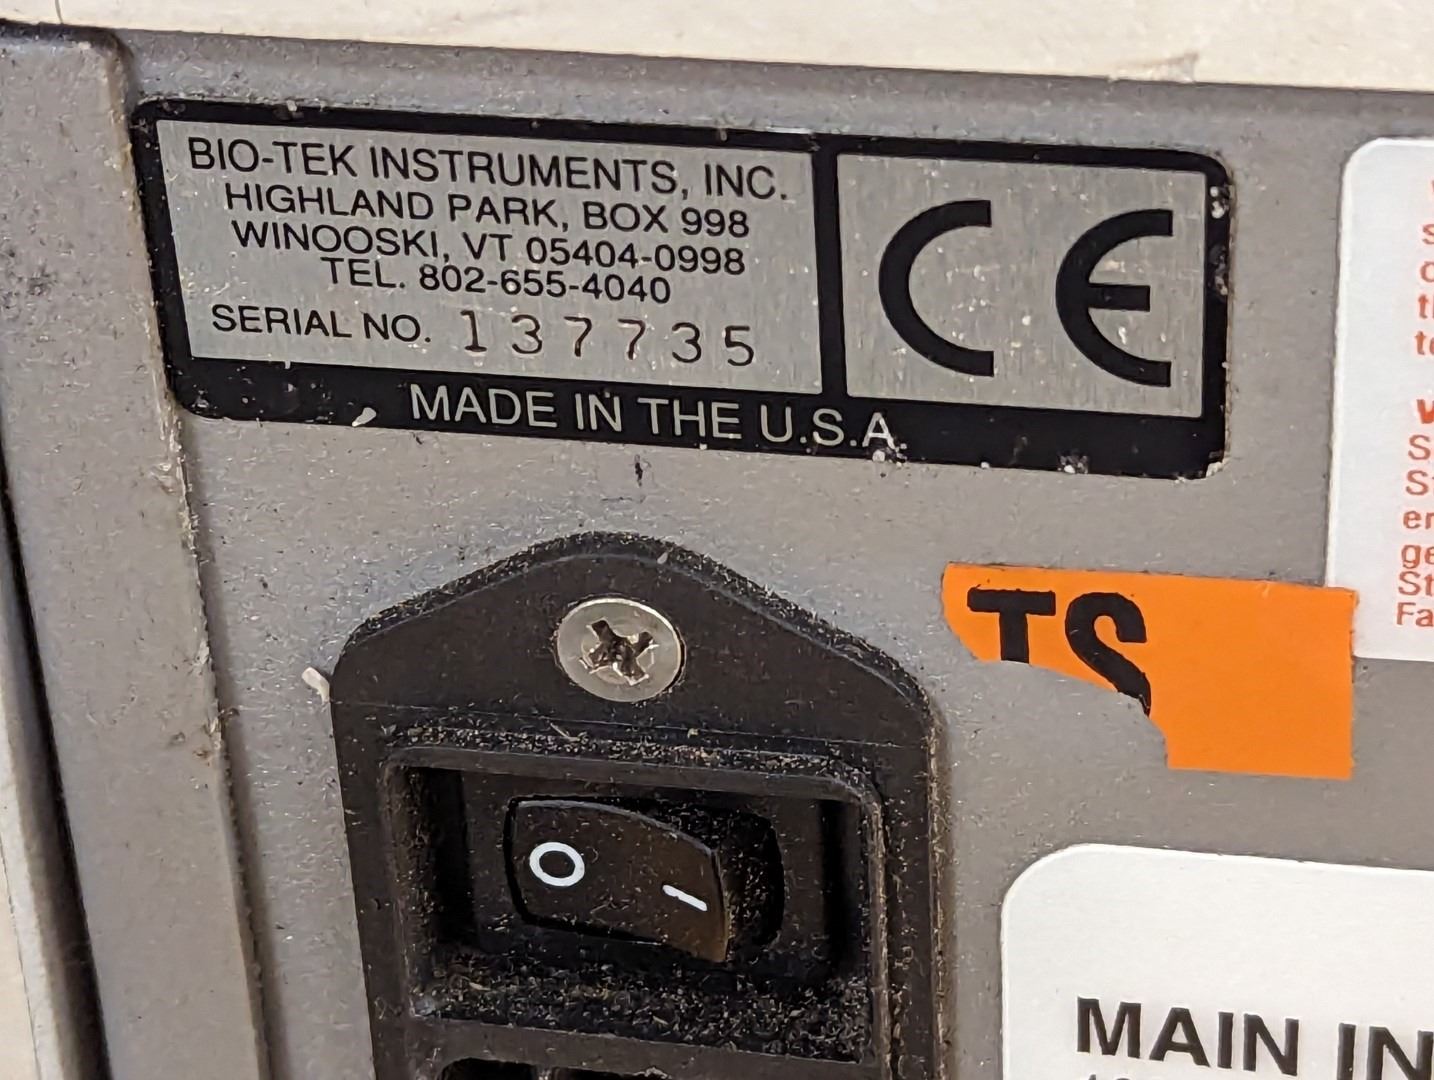 BIO-TEK INSTRUMENTS, INC.
HIGHLAND PARK, BOX 998
WINOOSKI, VT 05404-0998
TEL. 802-655-4040
SERIAL NO. 137735
CE
MADE IN THE U.S.A.
TS
O I
MAIN